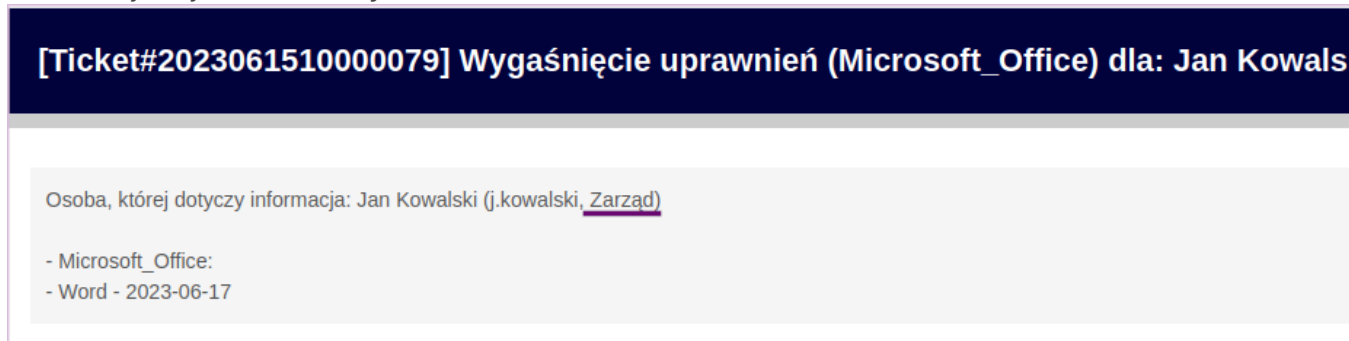 [Ticket#2023061510000079] Wygaśnięcie uprawnień (Microsoft_Office) dla: Jan Kowals
Osoba, której dotyczy informacja: Jan Kowalski (j.kowalski, Zarząd)
- Microsoft_Office:
- Word - 2023-06-17